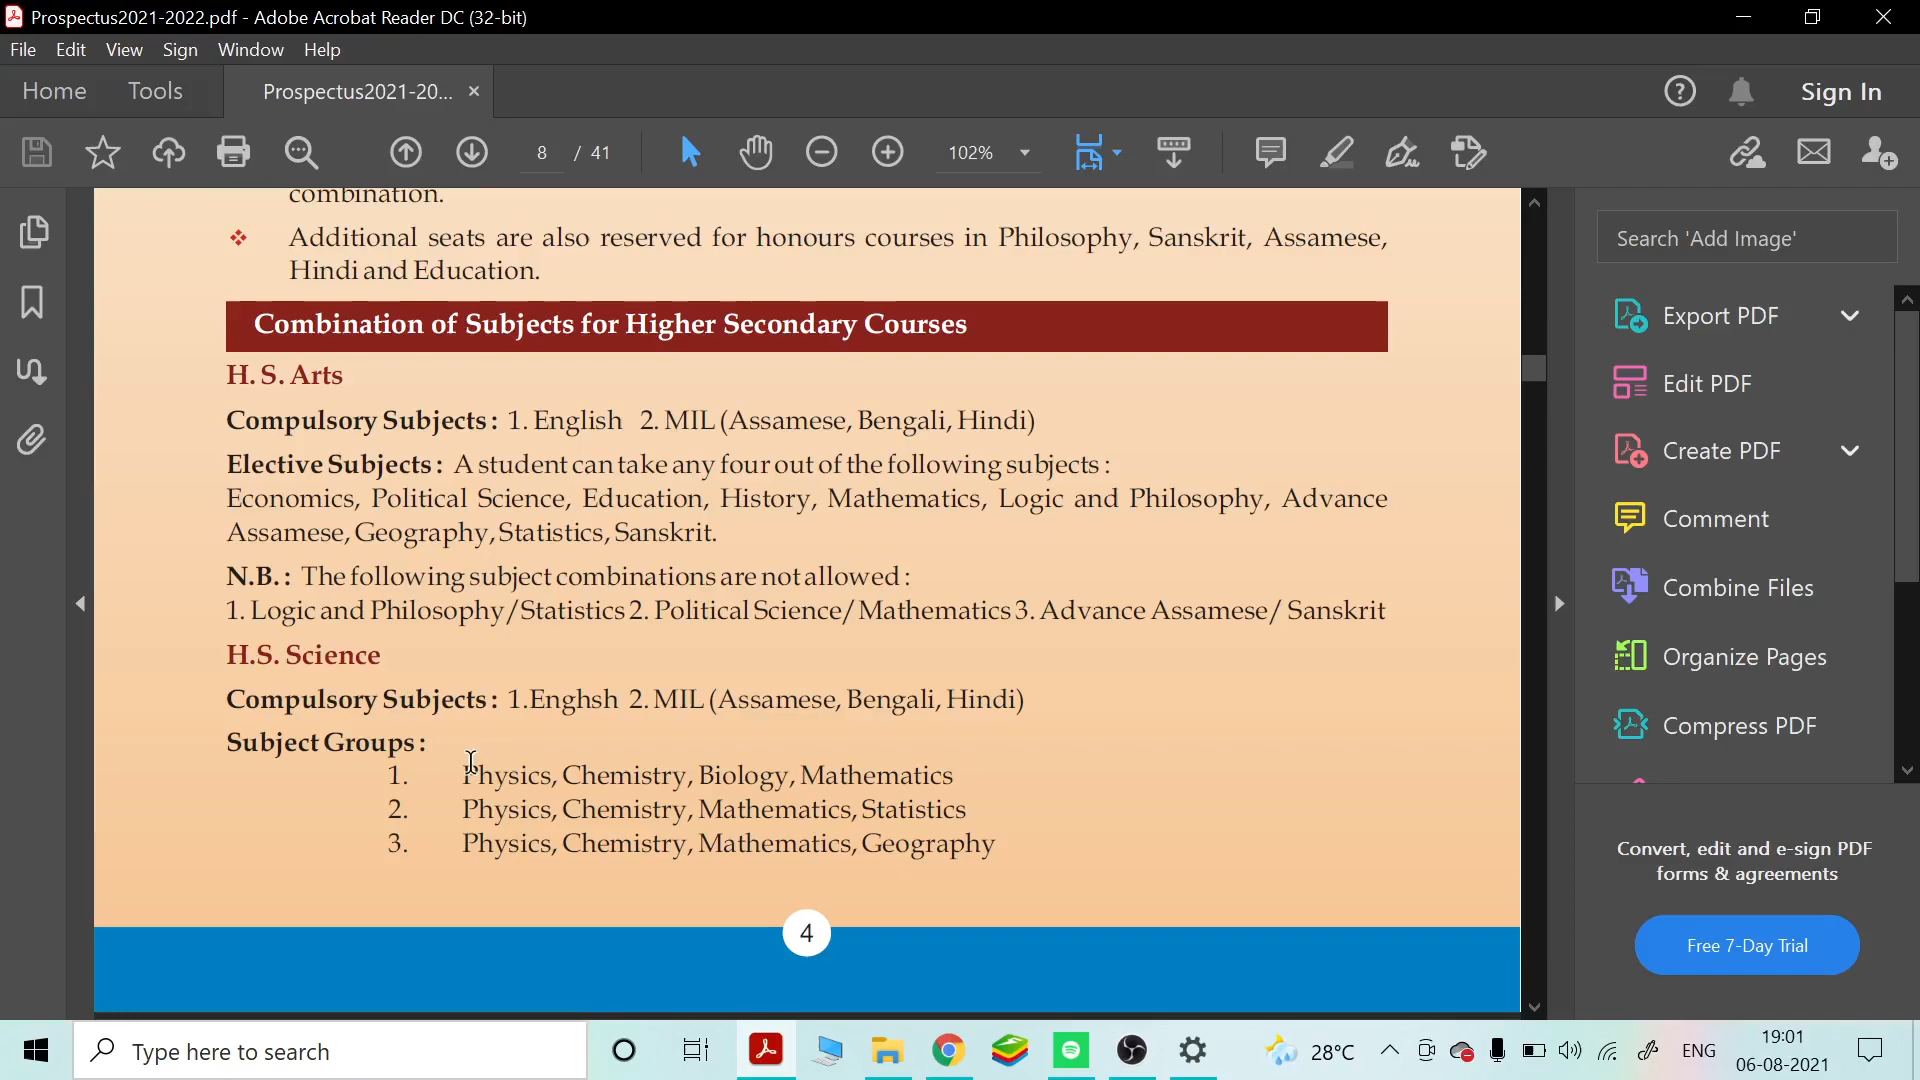 Prospectus2021-2022.pdf - Adobe Acrobat Reader DC (32-bit)
File Edit View Sign Window Help
Home Tools Prospectus2021-20... × Sign In
8 / 41 102%
combination.
Additional seats are also reserved for honours courses in Philosophy, Sanskrit, Assamese,
Hindi and Education.
Combination of Subjects for Higher Secondary Courses
H. S. Arts
Compulsory Subjects : 1. English 2. MIL (Assamese, Bengali, Hindi)
Elective Subjects : A student can take any four out of the following subjects :
Economics, Political Science, Education, History, Mathematics, Logic and Philosophy, Advance
Assamese, Geography, Statistics, Sanskrit.
N.B. : The following subject combinations are not allowed :
1. Logic and Philosophy/Statistics 2. Political Science/ Mathematics 3. Advance Assamese/ Sanskrit
H.S. Science
Compulsory Subjects : 1.Enghsh 2. MIL (Assamese, Bengali, Hindi)
Subject Groups :
1. Physics, Chemistry, Biology, Mathematics
2. Physics, Chemistry, Mathematics, Statistics
3. Physics, Chemistry, Mathematics, Geography
4
Search 'Add Image'
Export PDF
Edit PDF
Create PDF
Comment
Combine Files
Organize Pages
Compress PDF
Convert, edit and e-sign PDF
forms & agreements
Free 7-Day Trial
Type here to search
28°C
ENG
19:01
06-08-2021